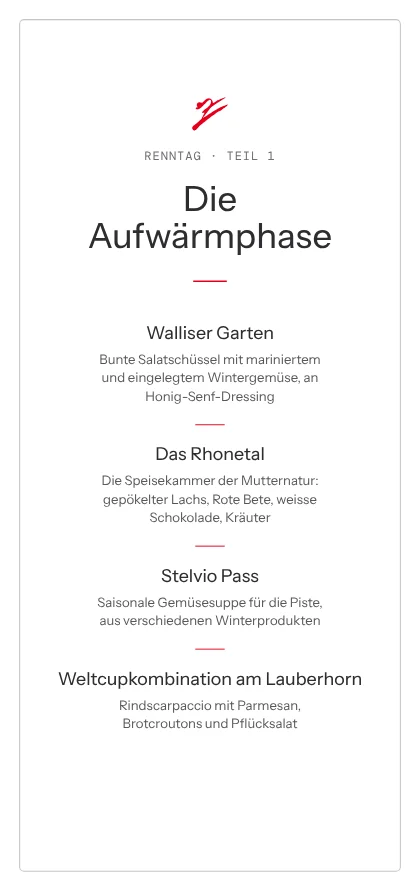 RENNTAG · TEIL 1
Die
Aufwärmphase
Walliser Garten
Bunte Salatschüssel mit mariniertem
und eingelegtem Wintergemüse, an
Honig-Senf-Dressing
Das Rhonetal
Die Speisekammer der Mutternatur:
gepökelter Lachs, Rote Bete, weisse
Schokolade, Kräuter
Stelvio Pass
Saisonale Gemüsesuppe für die Piste,
aus verschiedenen Winterprodukten
Weltcupkombination am Lauberhorn
Rindscarpaccio mit Parmesan,
Brotcroutons und Pflücksalat